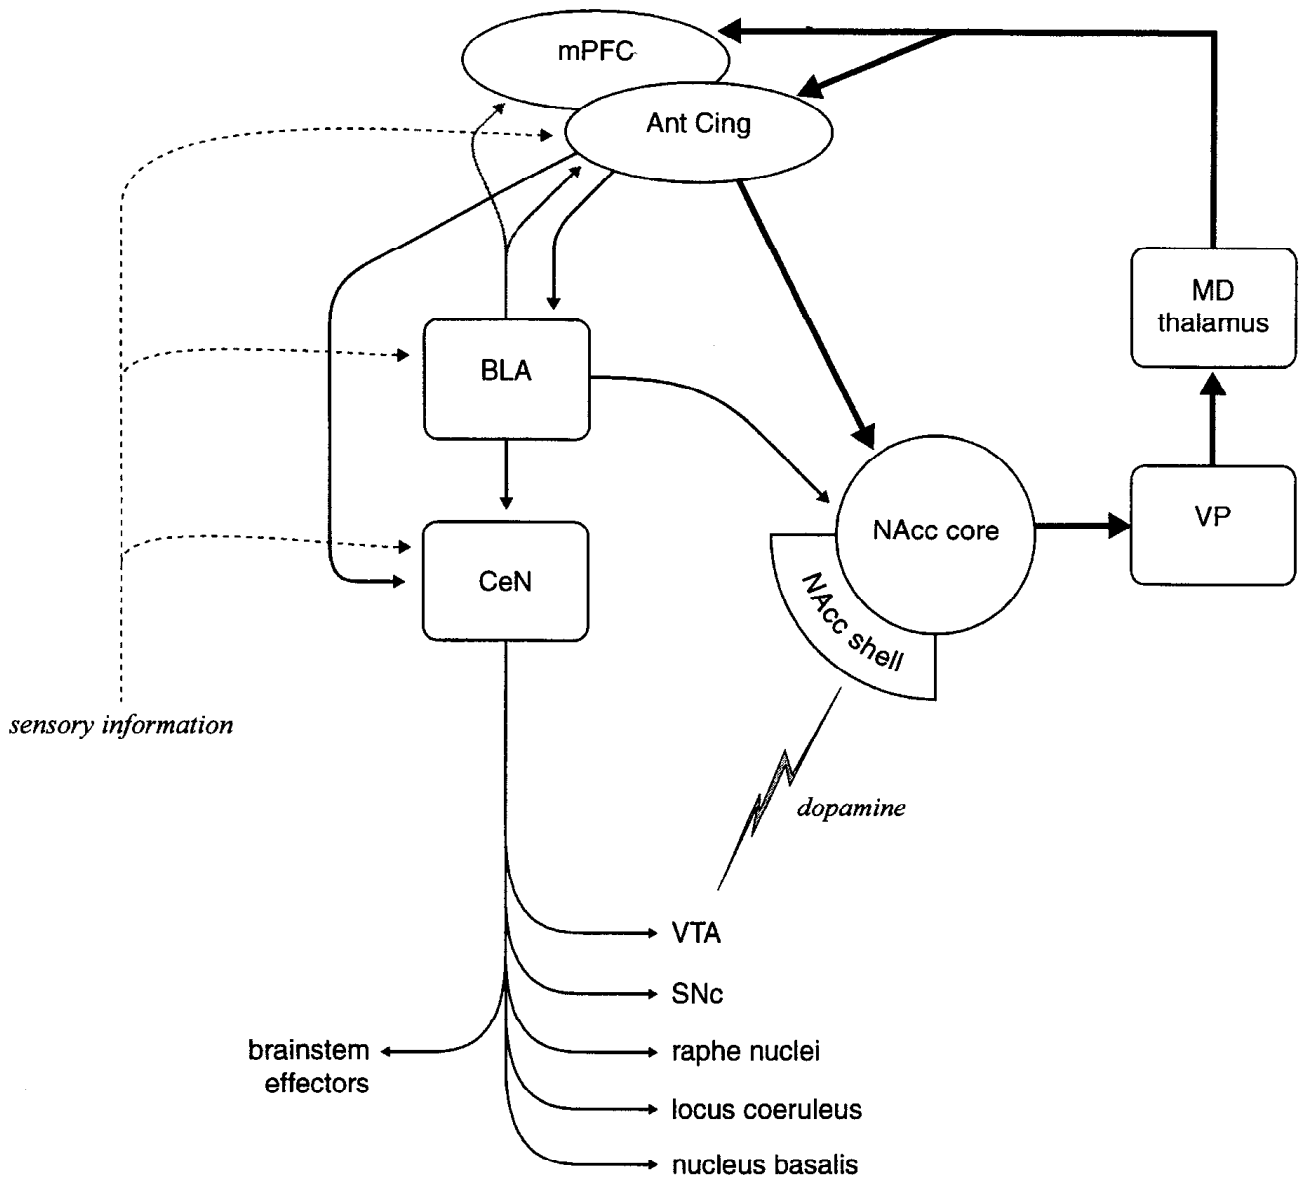 mPFC
Ant Cing
MD
thalamus
BLA
VP
NAcc core
CeN
NAcc shell
sensory information
dopamine
VTA
SNc
raphe nuclei
brainstem
effectors
locus coeruleus
nucleus basalis